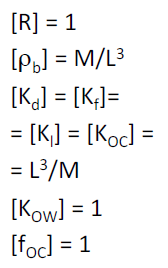 [R] = 1
[ρb] = M/L³
[Kd] = [Kf]=
= [Kl] = [KOC] =
= L³/M
[KOW] = 1
[fOC] = 1